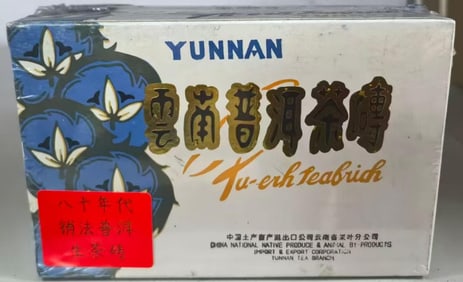 YUNNAN
雲南普洱茶磚
Pu-erh Teabrich
中国土产畜产进出口公司云南省茶叶分公司
CHINA NATIONAL NATIVE PRODUCE & ANIMAL BY-PRODUCTS
IMPORT & EXPORT CORPORATION
YUNNAN TEA BRANCH
八十年代
销法普洱
生茶砖